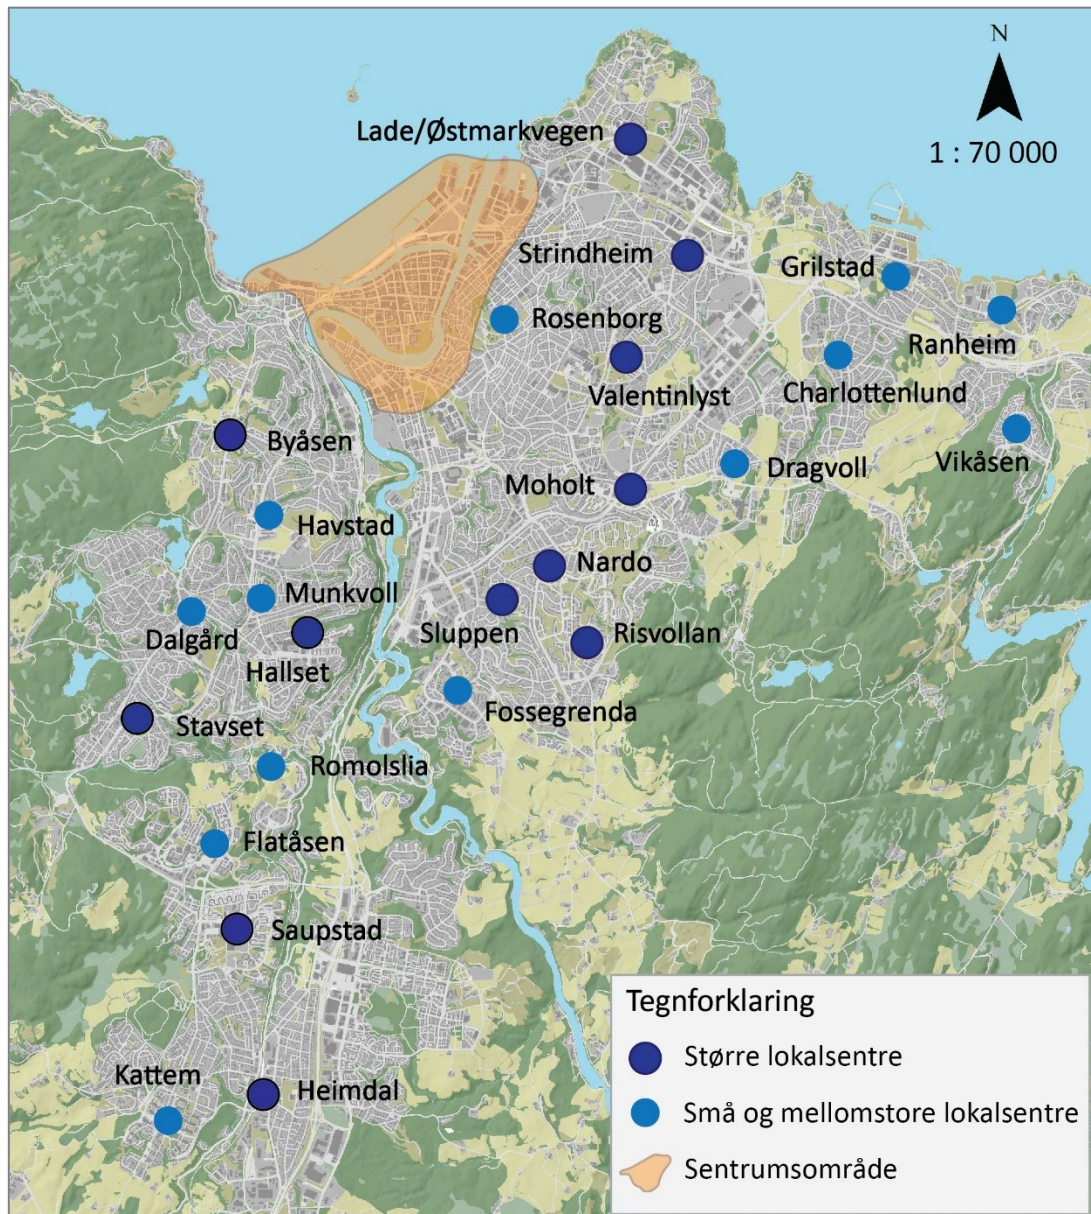 N
1 : 70 000
Lade/Østmarkvegen
Strindheim
Grilstad
Rosenborg
Ranheim
Valentinlyst
Charlottenlund
Byåsen
Vikåsen
Dragvoll
Moholt
Havstad
Nardo
Munkvoll
Dalgård
Sluppen
Risvollan
Hallset
Stavset
Fossegrenda
Romolslia
Flatåsen
Saupstad
Kattem
Heimdal
Tegnforklaring
Større lokalsentre
Små og mellomstore lokalsentre
Sentrumsområde